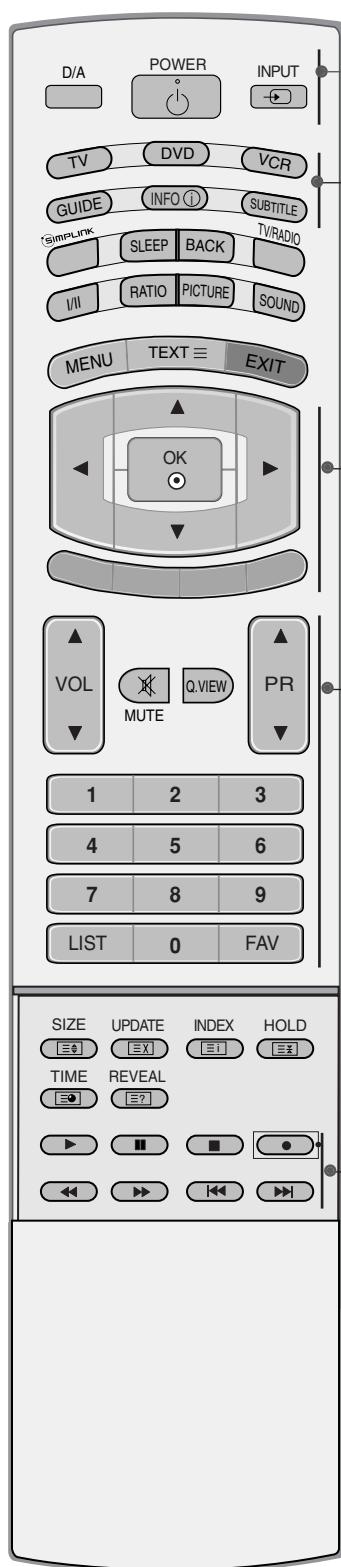 D/A POWER INPUT
TV DVD VCR
GUIDE INFO i SUBTITLE
SIMPLINK SLEEP BACK TV/RADIO
I/II RATIO PICTURE SOUND
MENU TEXT EXIT
OK
VOL MUTE Q.VIEW PR
1 2 3
4 5 6
7 8 9
LIST 0 FAV
SIZE UPDATE INDEX HOLD
X i
TIME REVEAL
?